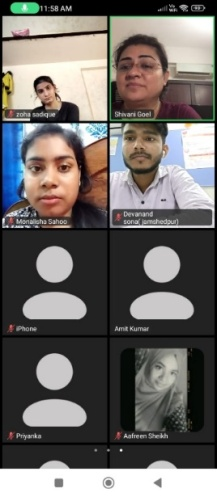 11:58 AM
zoha sadique
Shivani Goel
Monalisha Sahoo
Devanand
sona( jamshedpur)
iPhone
Amit Kumar
Priyanka
Aafreen Sheikh